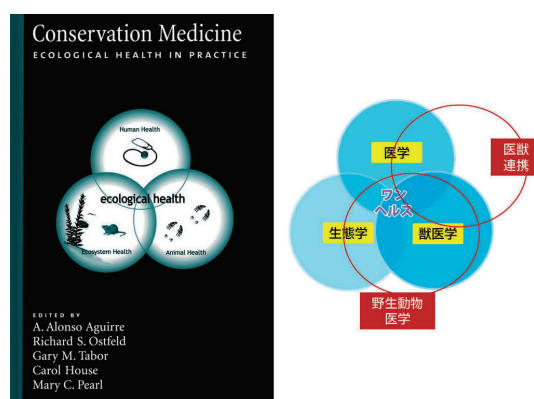 Conservation Medicine
ECOLOGICAL HEALTH IN PRACTICE
Human Health
ecological health
Ecosystem Health
Animal Health
EDITED BY
A. Alonso Aguirre
Richard S. Ostfeld
Gary M. Tabor
Carol House
Mary C. Pearl
医学
医獣
連携
ワン
ヘルス
生態学
獣医学
野生動物
医学